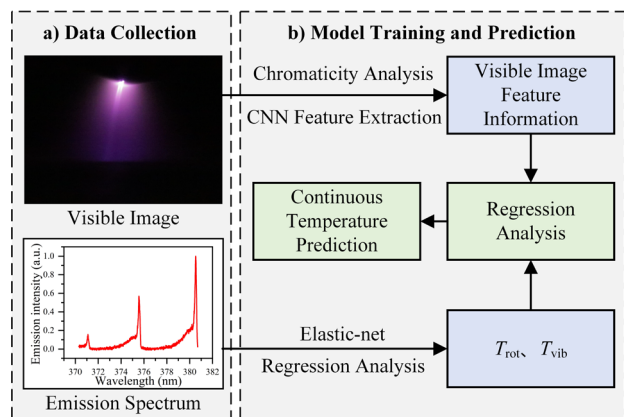 a) Data Collection
Visible Image
Emission intensity (a.u.)
1.0
0.8
0.6
0.4
0.2
0.0
370 372 374 376 378 380 382
Wavelength (nm)
Emission Spectrum
b) Model Training and Prediction
Chromaticity Analysis
CNN Feature Extraction
Visible Image
Feature
Information
Continuous
Temperature
Prediction
Regression
Analysis
Elastic-net
Regression Analysis
Trot、Tvib